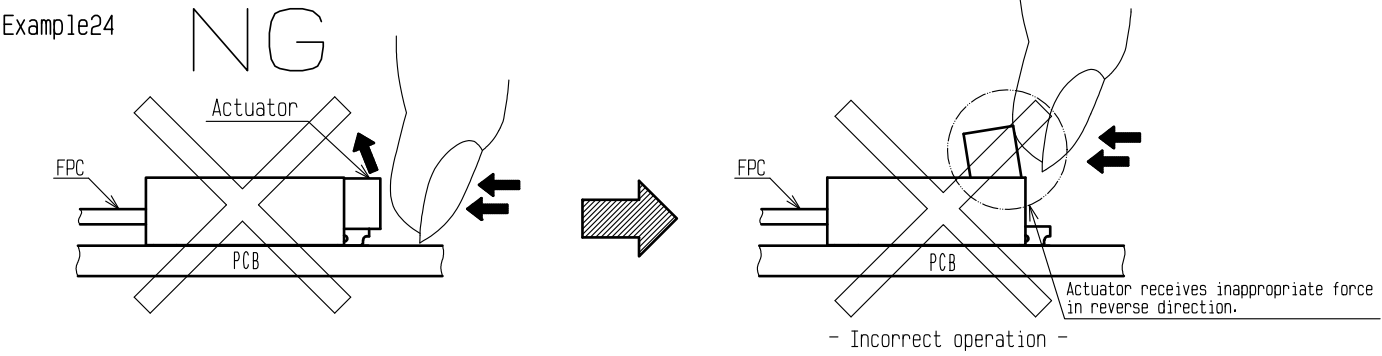 Example24
NG
Actuator
FPC
PCB
FPC
PCB
Actuator receives inappropriate force
in reverse direction.
- Incorrect operation -